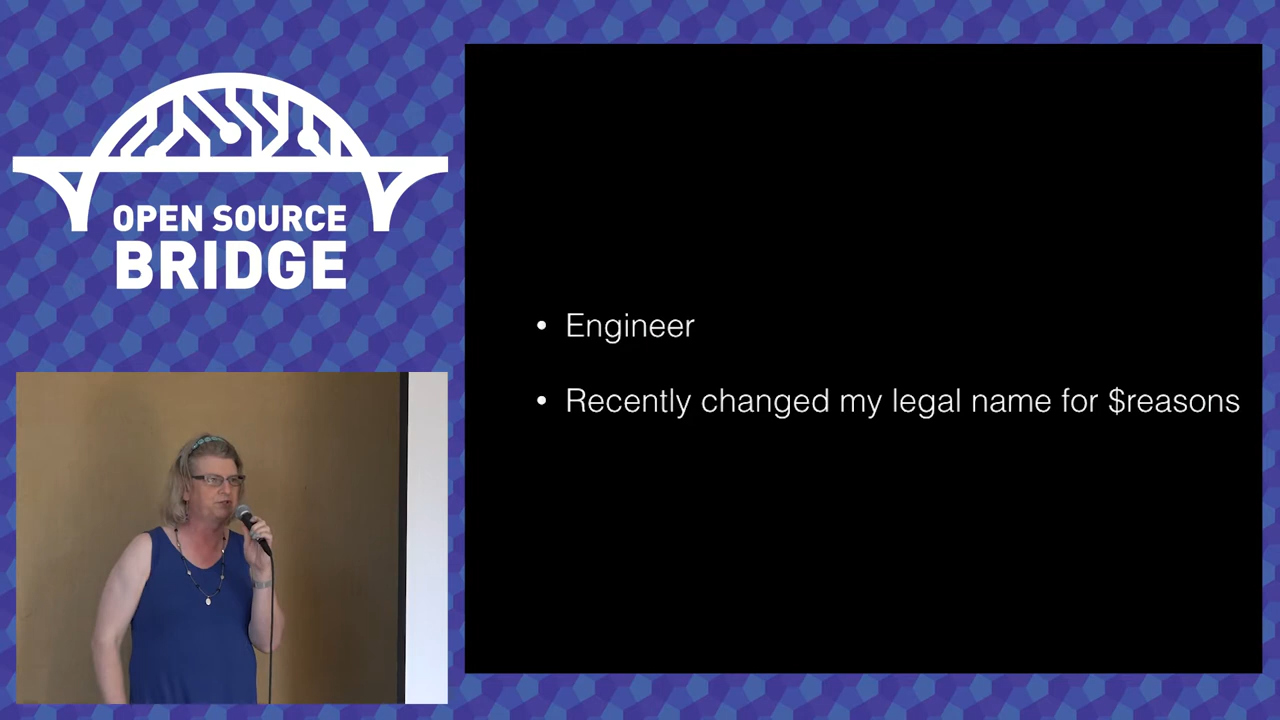 OPEN SOURCE
BRIDGE
• Engineer
• Recently changed my legal name for $reasons